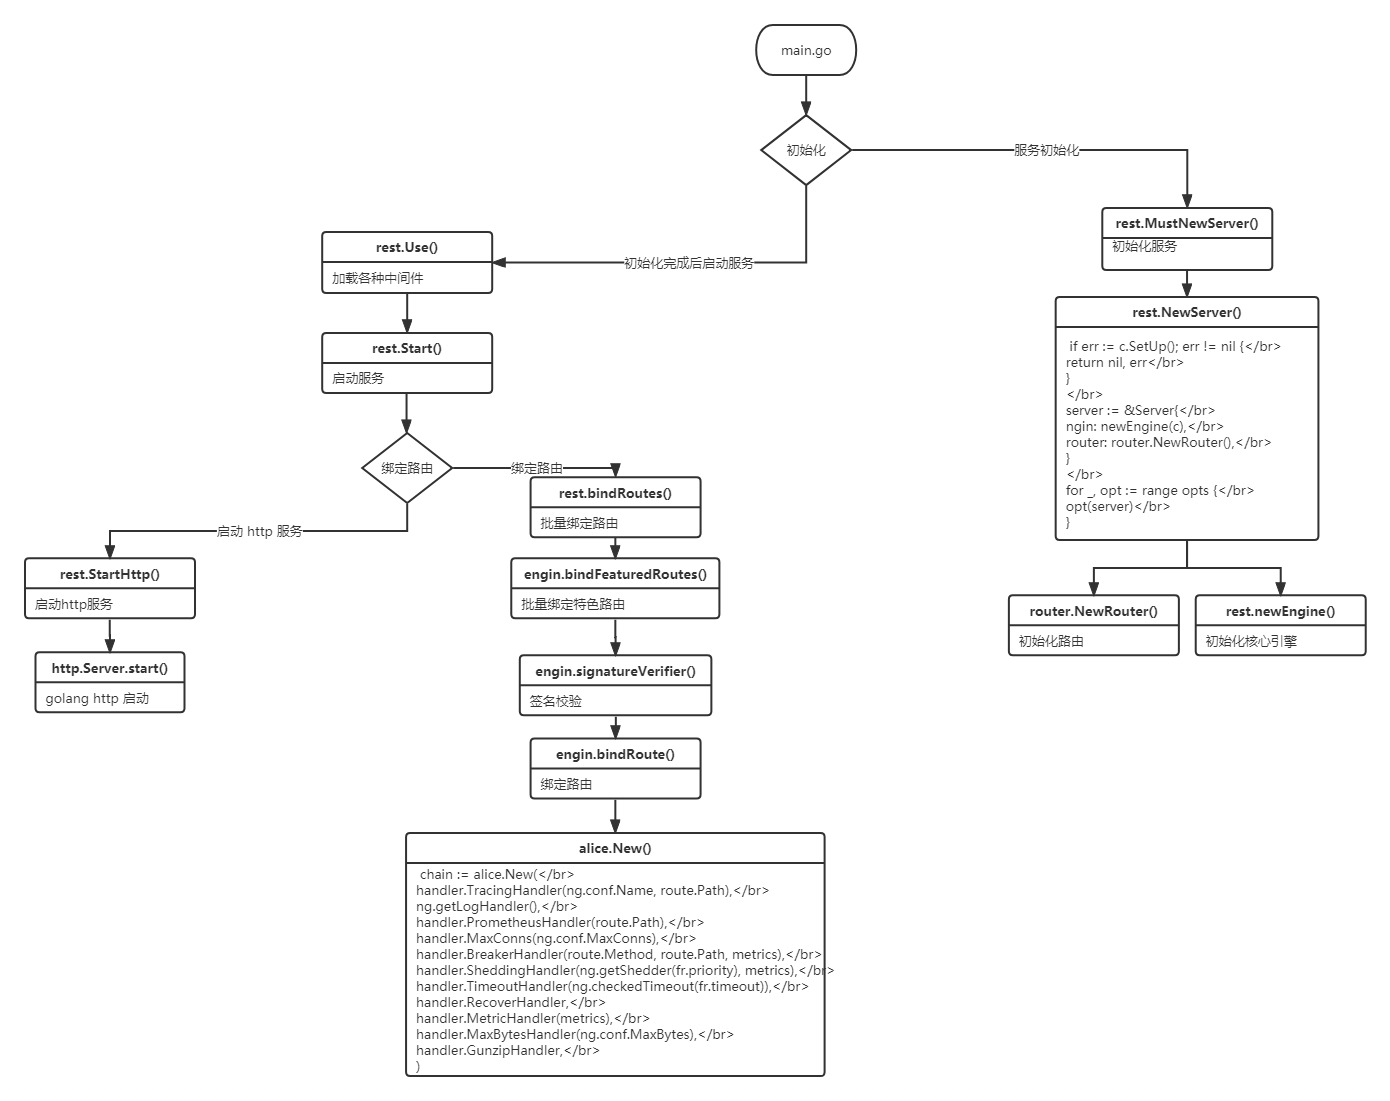 main.go
初始化
服务初始化
rest.MustNewServer()
初始化服务
rest.Use()
加载各种中间件
初始化完成后启动服务
rest.NewServer()
if err := c.SetUp(); err != nil {</br>
return nil, err</br>
}
</br>
server := &Server{</br>
ngin: newEngine(c),</br>
router: router.NewRouter(),</br>
}
</br>
for _, opt := range opts {</br>
opt(server)</br>
}
rest.Start()
启动服务
绑定路由
绑定路由
rest.bindRoutes()
批量绑定路由
启动 http 服务
rest.StartHttp()
启动http服务
engin.bindFeaturedRoutes()
批量绑定特色路由
router.NewRouter()
初始化路由
rest.newEngine()
初始化核心引擎
http.Server.start()
golang http 启动
engin.signatureVerifier()
签名校验
engin.bindRoute()
绑定路由
alice.New()
chain := alice.New(</br>
handler.TracingHandler(ng.conf.Name, route.Path),</br>
ng.getLogHandler(),</br>
handler.PrometheusHandler(route.Path),</br>
handler.MaxConns(ng.conf.MaxConns),</br>
handler.BreakerHandler(route.Method, route.Path, metrics),</br>
handler.SheddingHandler(ng.getShedder(fr.priority), metrics),</br>
handler.TimeoutHandler(ng.checkedTimeout(fr.timeout)),</br>
handler.RecoverHandler,</br>
handler.MetricHandler(metrics),</br>
handler.MaxBytesHandler(ng.conf.MaxBytes),</br>
handler.GunzipHandler,</br>
)